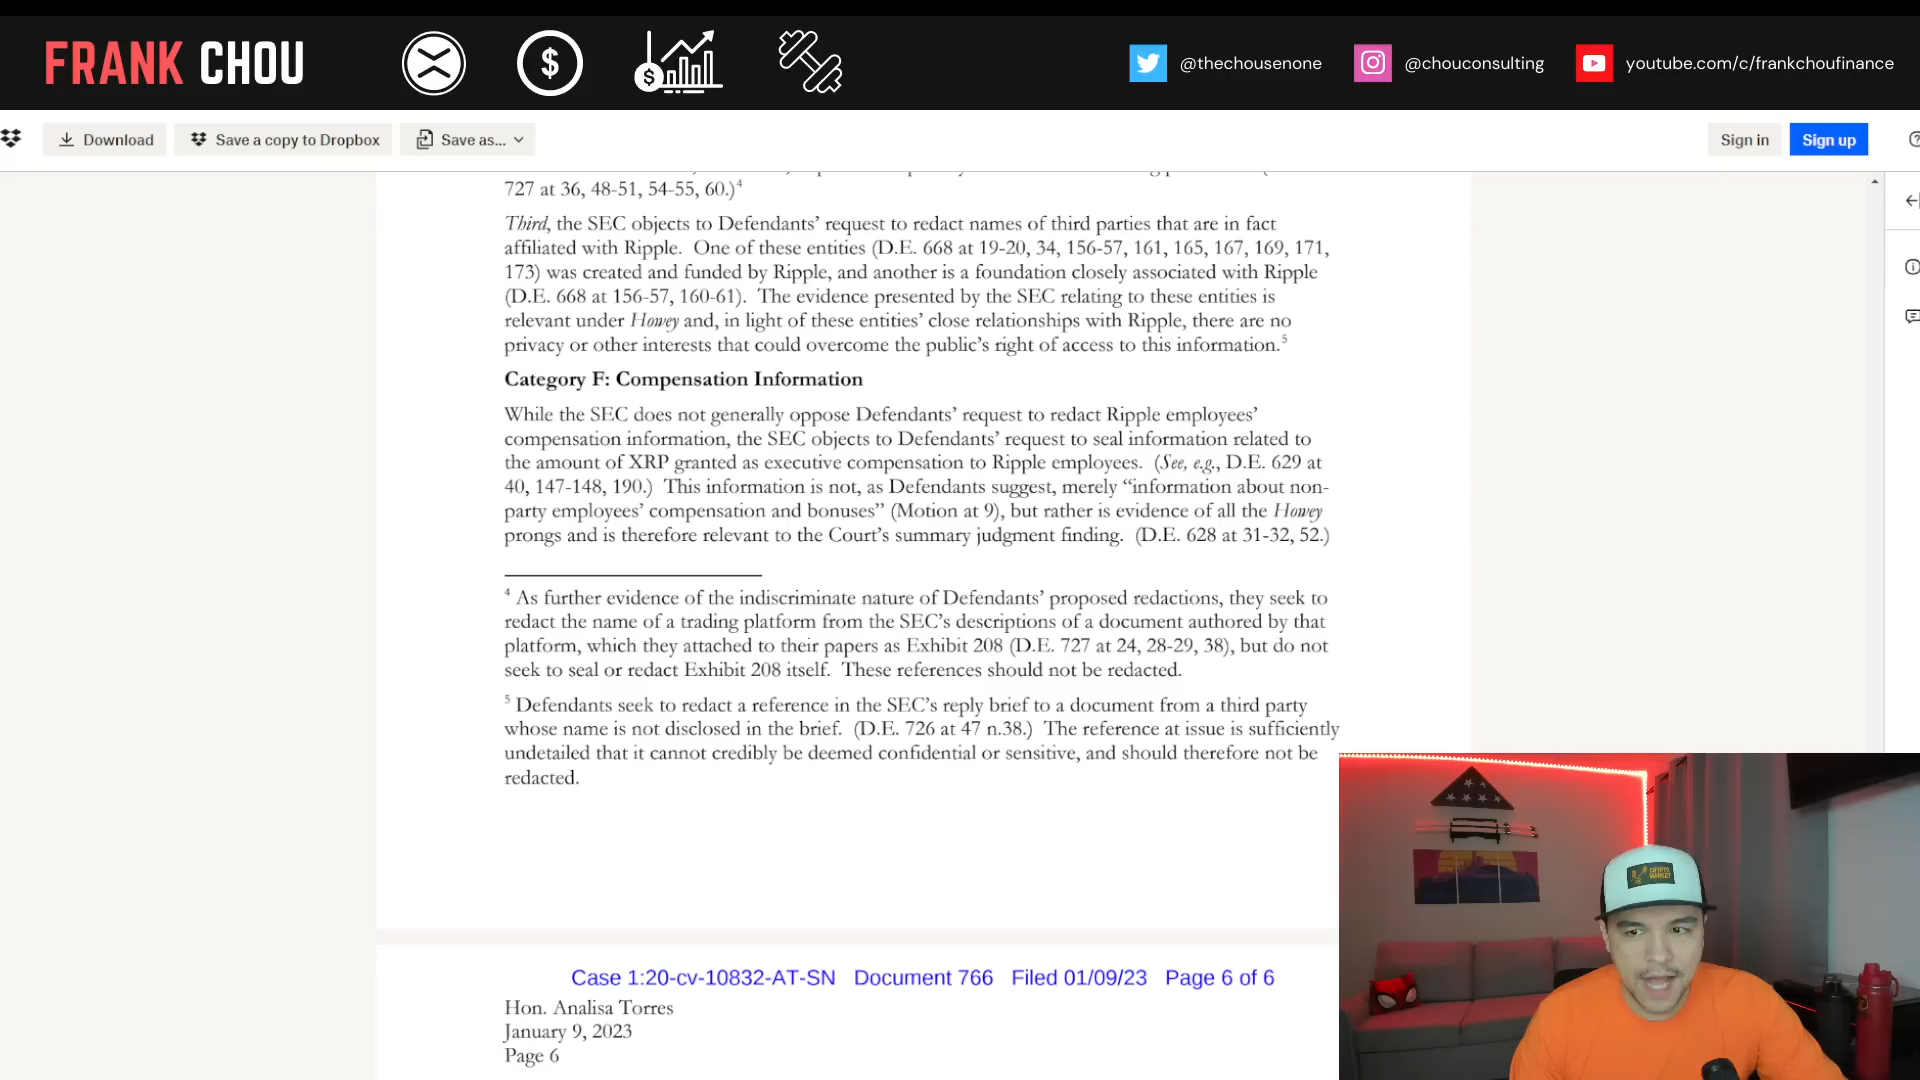 FRANK CHOU
@thechousenone
@chouconsulting
youtube.com/c/frankchoufinance
Download
Save a copy to Dropbox
Save as...
Sign in
Sign up
727 at 36, 48-51, 54-55, 60.)4
Third, the SEC objects to Defendants’ request to redact names of third parties that are in fact
affiliated with Ripple. One of these entities (D.E. 668 at 19-20, 34, 156-57, 161, 165, 167, 169, 171,
173) was created and funded by Ripple, and another is a foundation closely associated with Ripple
(D.E. 668 at 156-57, 160-61). The evidence presented by the SEC relating to these entities is
relevant under Howey and, in light of these entities’ close relationships with Ripple, there are no
privacy or other interests that could overcome the public’s right of access to this information.5
Category F: Compensation Information
While the SEC does not generally oppose Defendants’ request to redact Ripple employees’
compensation information, the SEC objects to Defendants’ request to seal information related to
the amount of XRP granted as executive compensation to Ripple employees. (See, e.g., D.E. 629 at
40, 147-148, 190.) This information is not, as Defendants suggest, merely “information about non-
party employees’ compensation and bonuses” (Motion at 9), but rather is evidence of all the Howey
prongs and is therefore relevant to the Court’s summary judgment finding. (D.E. 628 at 31-32, 52.)
4 As further evidence of the indiscriminate nature of Defendants’ proposed redactions, they seek to
redact the name of a trading platform from the SEC’s descriptions of a document authored by that
platform, which they attached to their papers as Exhibit 208 (D.E. 727 at 24, 28-29, 38), but do not
seek to seal or redact Exhibit 208 itself. These references should not be redacted.
5 Defendants seek to redact a reference in the SEC’s reply brief to a document from a third party
whose name is not disclosed in the brief. (D.E. 726 at 47 n.38.) The reference at issue is sufficiently
undetailed that it cannot credibly be deemed confidential or sensitive, and should therefore not be
redacted.
Case 1:20-cv-10832-AT-SN Document 766 Filed 01/09/23 Page 6 of 6
Hon. Analisa Torres
January 9, 2023
Page 6
CRYPTO
MARKET